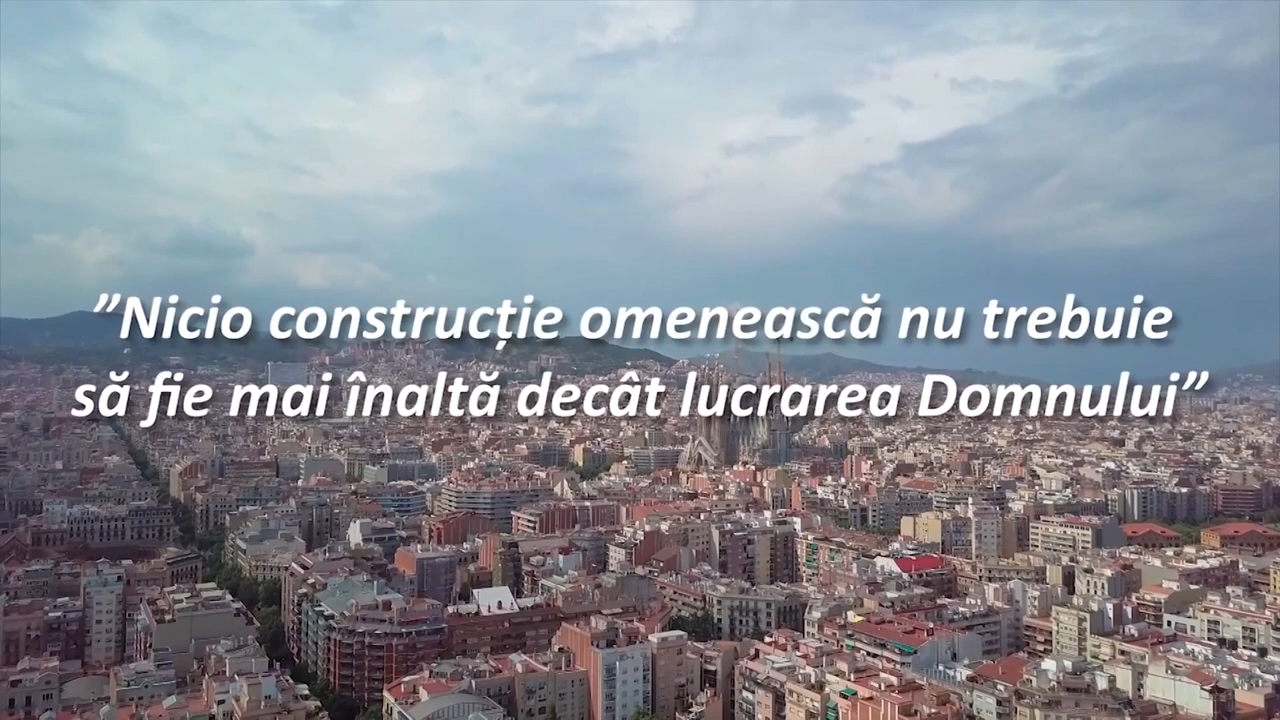 ”Nicio construcție omenească nu trebuie
să fie mai înaltă decât lucrarea Domnului”